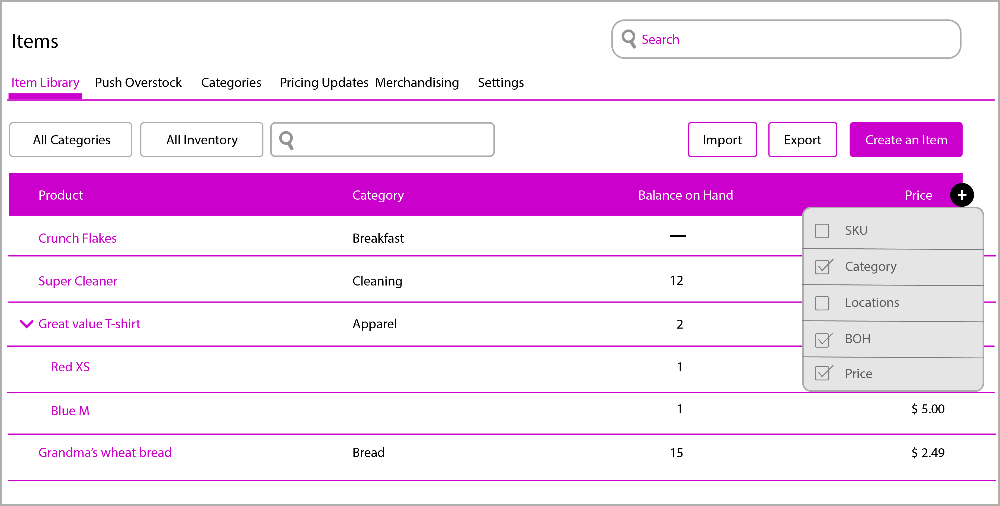 Items
Search
Item Library Push Overstock Categories Pricing Updates Merchandising Settings
All Categories All Inventory Import Export Create an Item
Product Category Balance on Hand Price
SKU
Crunch Flakes Breakfast —
Category
Super Cleaner Cleaning 12
Locations
Great value T-shirt Apparel 2
BOH
Red XS 1
Price
Blue M 1 $ 5.00
Grandma’s wheat bread Bread 15 $ 2.49